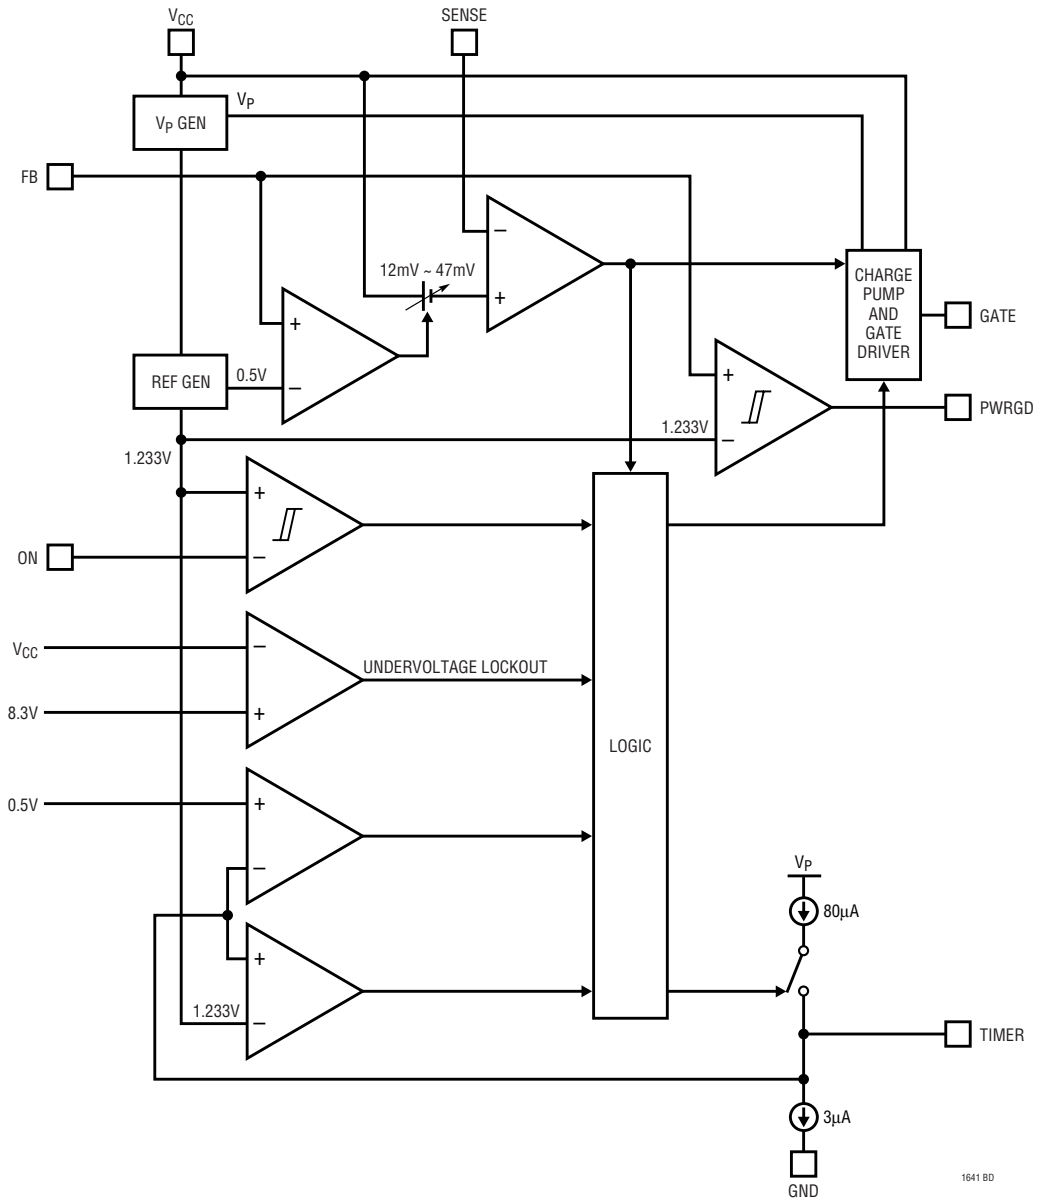 VCC
SENSE
VP
VP GEN
FB
12mV ~ 47mV
–
+
CHARGE
PUMP
AND
GATE
DRIVER
GATE
+
–
REF GEN
0.5V
+
–
1.233V
PWRGD
1.233V
+
–
ON
VCC
–
8.3V
+
UNDERVOLTAGE LOCKOUT
LOGIC
0.5V
+
–
+
1.233V
–
VP
80µA
TIMER
3µA
GND
1641 BD